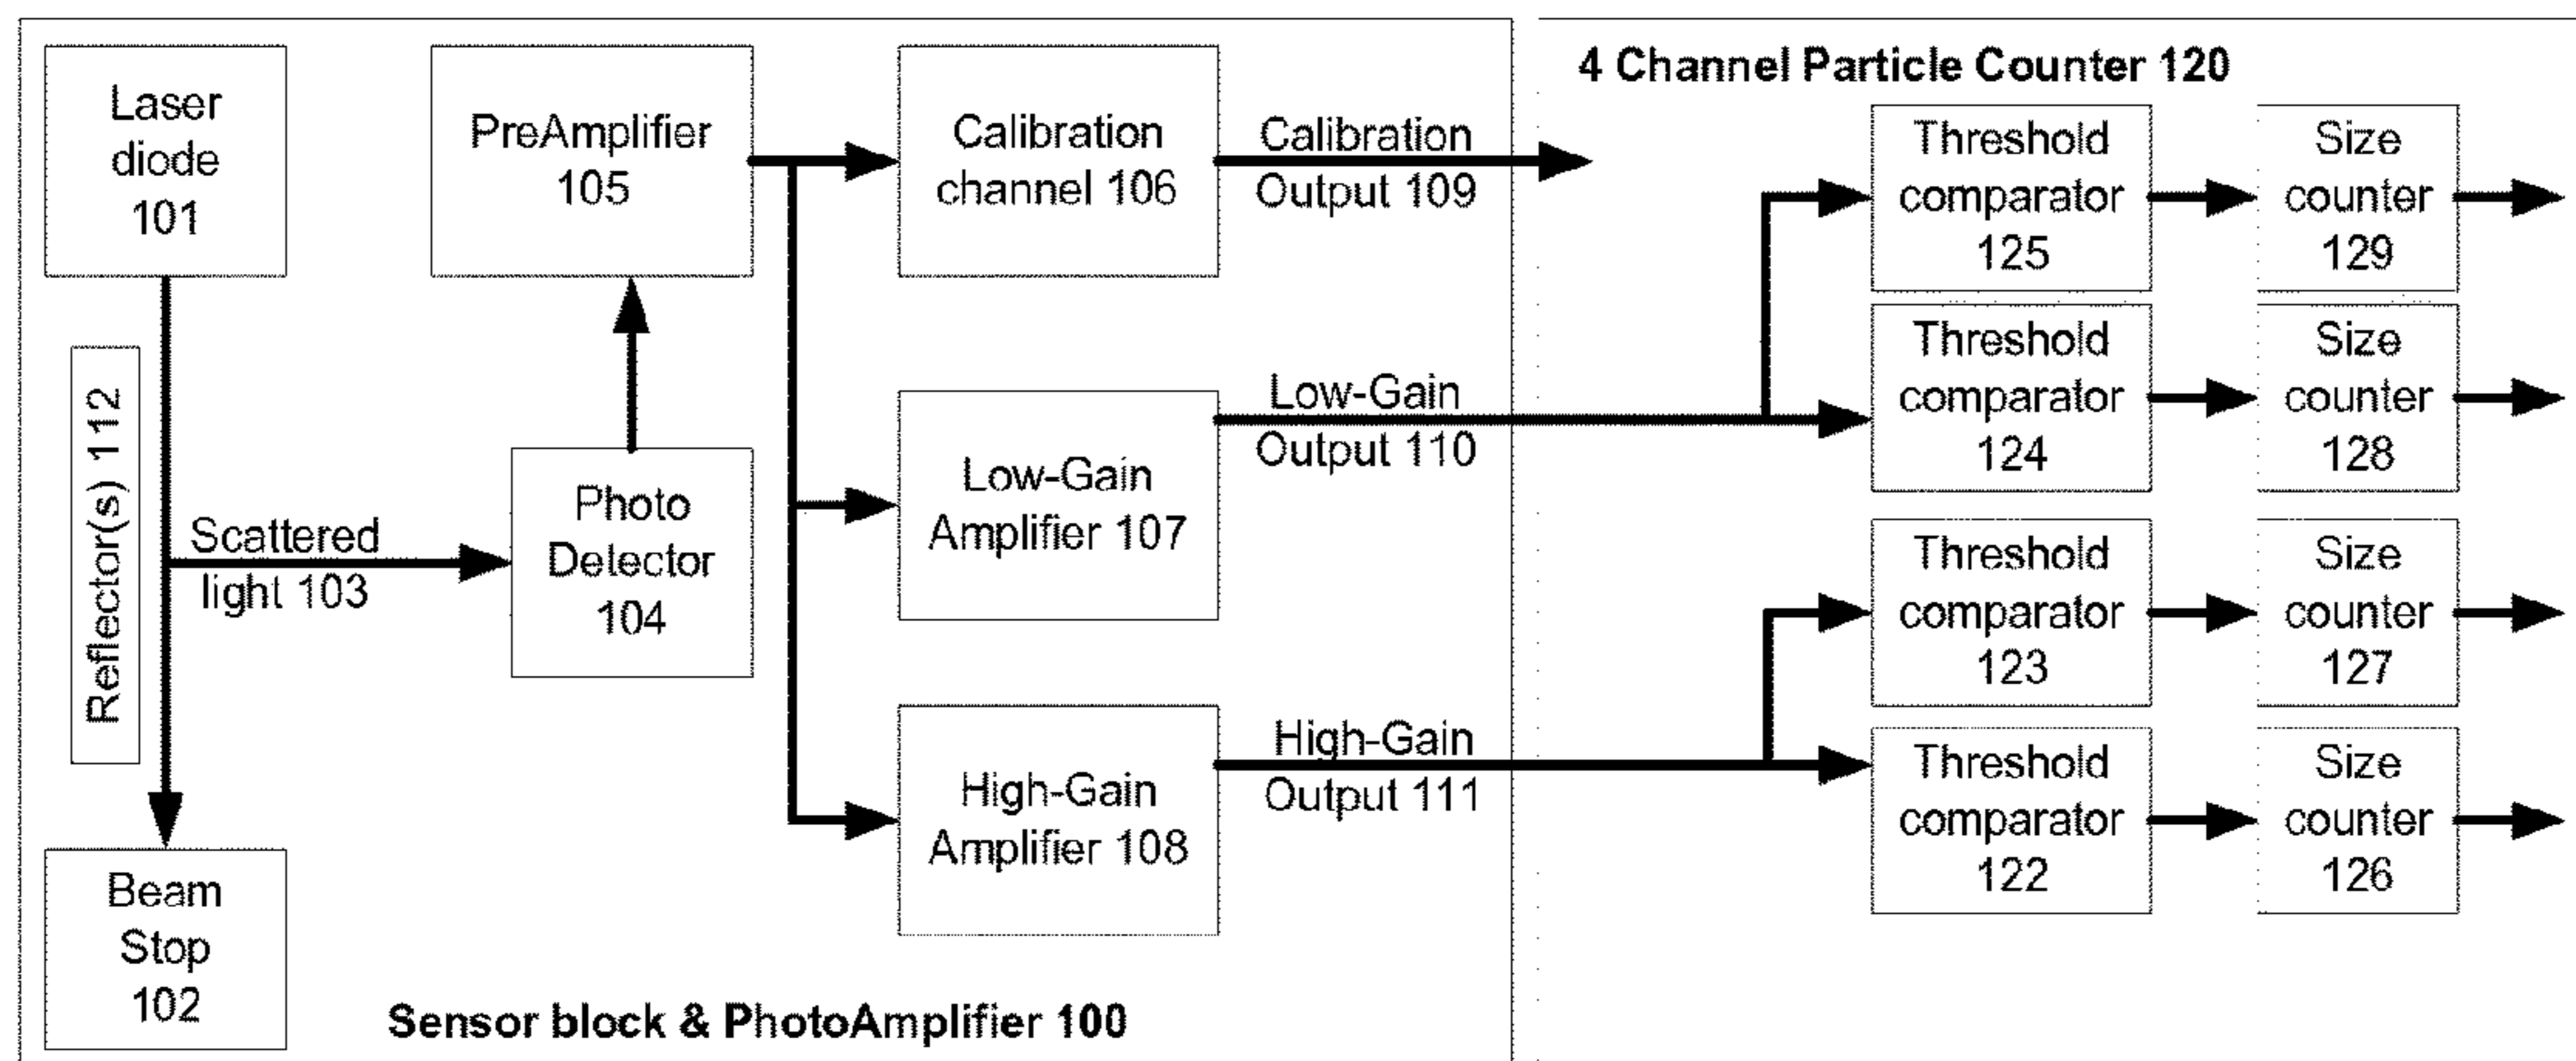 Laser
diode
101
PreAmplifier
105
Calibration
channel 106
Calibration
Output 109
4 Channel Particle Counter 120
Threshold
comparator
125
Size
counter
129
Threshold
comparator
124
Size
counter
128
Low-Gain
Output 110
Low-Gain
Amplifier 107
Reflector(s) 112
Scattered
light 103
Photo
Detector
104
Threshold
comparator
123
Size
counter
127
High-Gain
Output 111
High-Gain
Amplifier 108
Threshold
comparator
122
Size
counter
126
Beam
Stop
102
Sensor block & PhotoAmplifier 100